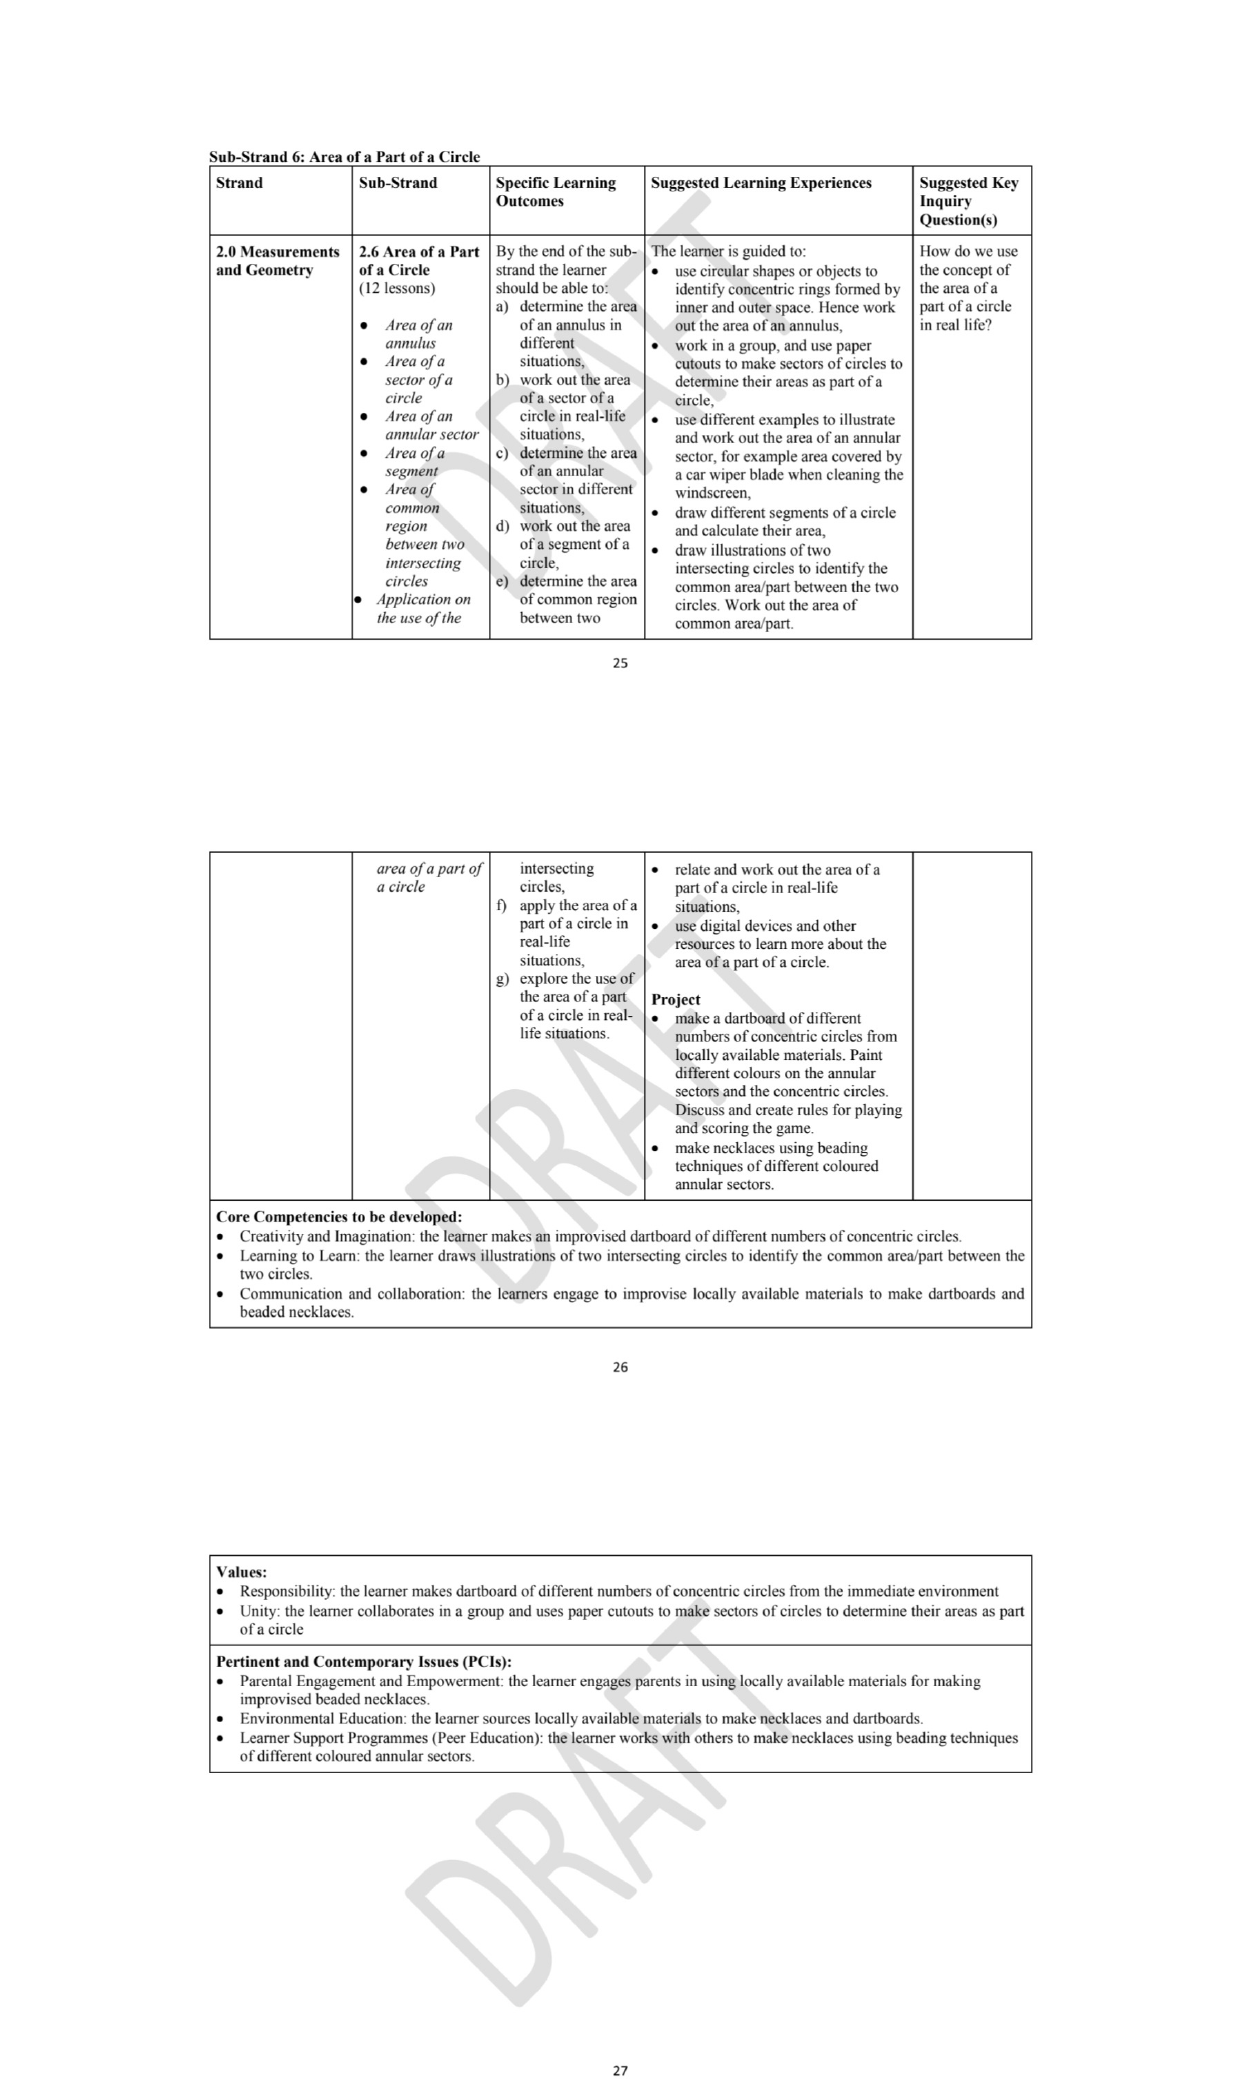 Sub-Strand 6: Area of a Part of a Circle
Strand
Sub-Strand
Specific Learning
Outcomes
Suggested Learning Experiences
Suggested Key
Inquiry
Question(s)
2.0 Measurements
and Geometry
2.6 Area of a Part
of a Circle
(12 lessons)
● Area of an
annulus
● Area of a
sector of a
circle
● Area of an
annular sector
● Area of a
segment
● Area of
common
region
between two
intersecting
circles
● Application on
the use of the
By the end of the sub-
strand the learner
should be able to:
a) determine the area
of an annulus in
different
situations,
b) work out the area
of a sector of a
circle in real-life
situations,
c) determine the area
of an annular
sector in different
situations,
d) work out the area
of a segment of a
circle,
e) determine the area
of common region
between two
The learner is guided to:
● use circular shapes or objects to
identify concentric rings formed by
inner and outer space. Hence work
out the area of an annulus,
● work in a group, and use paper
cutouts to make sectors of circles to
determine their areas as part of a
circle,
● use different examples to illustrate
and work out the area of an annular
sector, for example area covered by
a car wiper blade when cleaning the
windscreen,
● draw different segments of a circle
and calculate their area,
● draw illustrations of two
intersecting circles to identify the
common area/part between the two
circles. Work out the area of
common area/part.
How do we use
the concept of
the area of a
part of a circle
in real life?
DRAFT
25
area of a part of
a circle
intersecting
circles,
f) apply the area of a
part of a circle in
real-life
situations,
g) explore the use of
the area of a part
of a circle in real-
life situations.
● relate and work out the area of a
part of a circle in real-life
situations,
● use digital devices and other
resources to learn more about the
area of a part of a circle.
Project
● make a dartboard of different
numbers of concentric circles from
locally available materials. Paint
different colours on the annular
sectors and the concentric circles.
Discuss and create rules for playing
and scoring the game.
● make necklaces using beading
techniques of different coloured
annular sectors.
Core Competencies to be developed:
● Creativity and Imagination: the learner makes an improvised dartboard of different numbers of concentric circles.
● Learning to Learn: the learner draws illustrations of two intersecting circles to identify the common area/part between the
two circles.
● Communication and collaboration: the learners engage to improvise locally available materials to make dartboards and
beaded necklaces.
DRAFT
26
Values:
● Responsibility: the learner makes dartboard of different numbers of concentric circles from the immediate environment
● Unity: the learner collaborates in a group and uses paper cutouts to make sectors of circles to determine their areas as part
of a circle
Pertinent and Contemporary Issues (PCIs):
● Parental Engagement and Empowerment: the learner engages parents in using locally available materials for making
improvised beaded necklaces.
● Environmental Education: the learner sources locally available materials to make necklaces and dartboards.
● Learner Support Programmes (Peer Education): the learner works with others to make necklaces using beading techniques
of different coloured annular sectors.
DRAFT
27